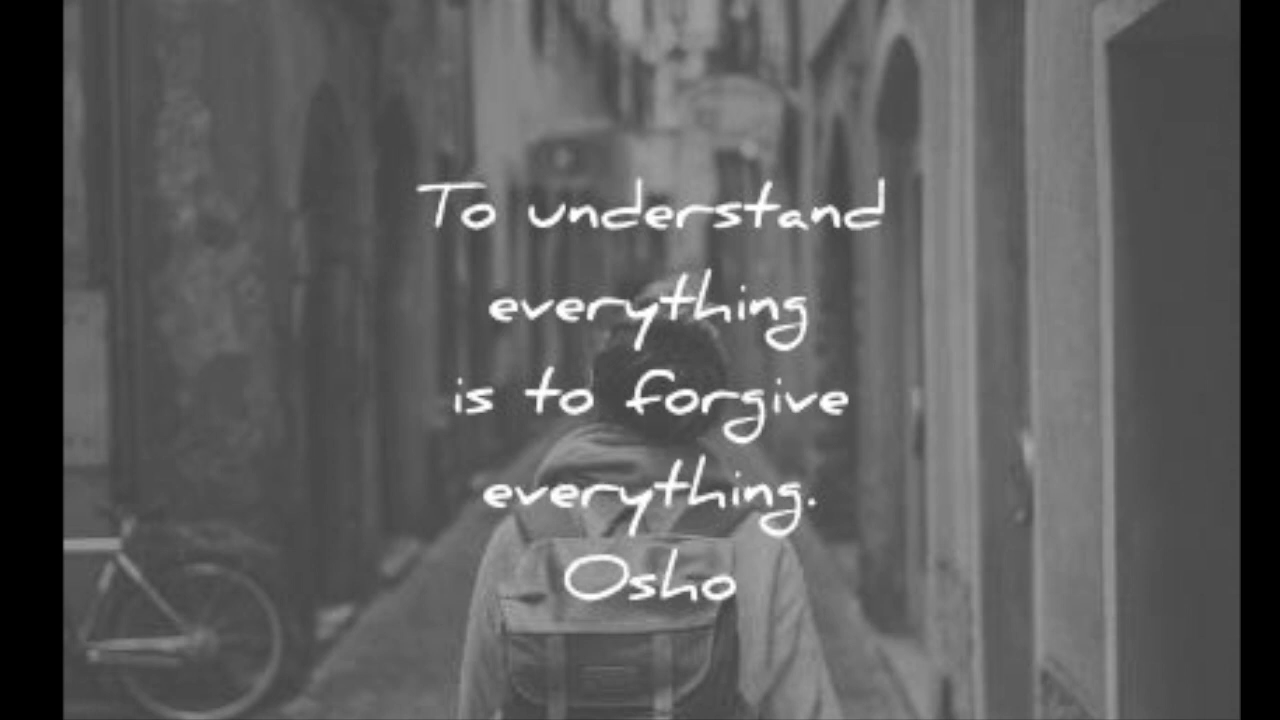 To understand
everything
is to forgive
everything.
Osho